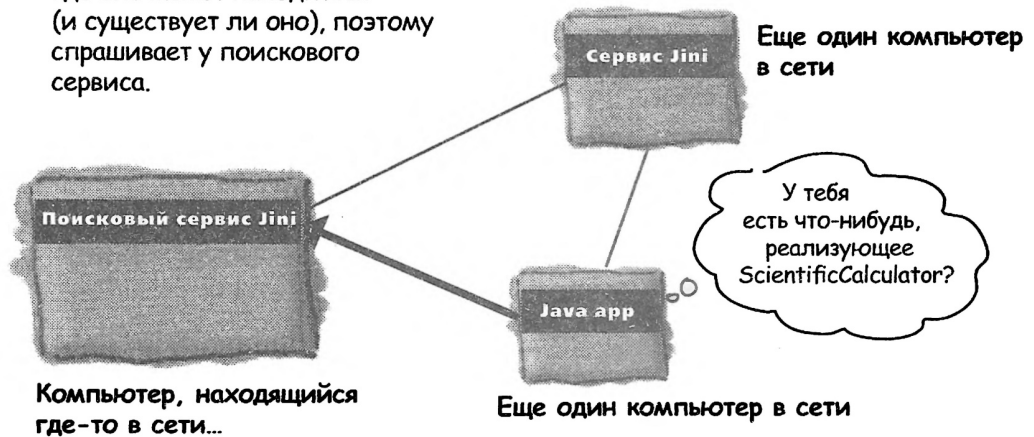 (и существует ли оно), поэтому
спрашивает у поискового
сервиса.
Сервис Jini
Еще один компьютер
в сети
Поисковый сервис Jini
У тебя
есть что-нибудь,
реализующее
ScientificCalculator?
Java app
Компьютер, находящийся
где-то в сети...
Еще один компьютер в сети